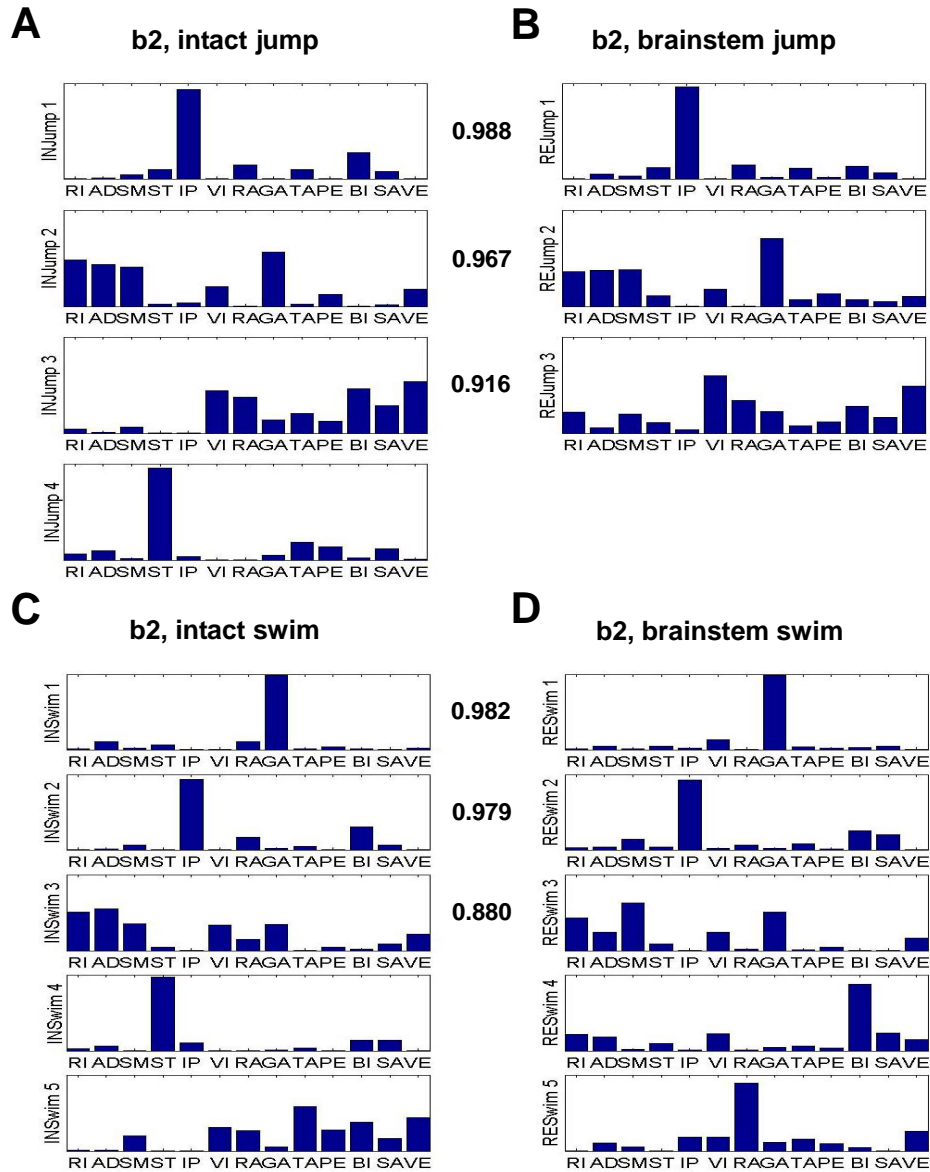 A
b2, intact jump
INJump 1
RI AD SM ST IP VI RA GA TA PE BI SA VE
INJump 2
RI AD SM ST IP VI RA GA TA PE BI SA VE
INJump 3
RI AD SM ST IP VI RA GA TA PE BI SA VE
INJump 4
RI AD SM ST IP VI RA GA TA PE BI SA VE
0.988
0.967
0.916
B
b2, brainstem jump
REJump 1
RI AD SM ST IP VI RA GA TA PE BI SA VE
REJump 2
RI AD SM ST IP VI RA GA TA PE BI SA VE
REJump 3
RI AD SM ST IP VI RA GA TA PE BI SA VE
C
b2, intact swim
INSwim 1
RI AD SM ST IP VI RA GA TA PE BI SA VE
INSwim 2
RI AD SM ST IP VI RA GA TA PE BI SA VE
INSwim 3
RI AD SM ST IP VI RA GA TA PE BI SA VE
INSwim 4
RI AD SM ST IP VI RA GA TA PE BI SA VE
INSwim 5
RI AD SM ST IP VI RA GA TA PE BI SA VE
0.982
0.979
0.880
D
b2, brainstem swim
RESwim 1
RI AD SM ST IP VI RA GA TA PE BI SA VE
RESwim 2
RI AD SM ST IP VI RA GA TA PE BI SA VE
RESwim 3
RI AD SM ST IP VI RA GA TA PE BI SA VE
RESwim 4
RI AD SM ST IP VI RA GA TA PE BI SA VE
RESwim 5
RI AD SM ST IP VI RA GA TA PE BI SA VE